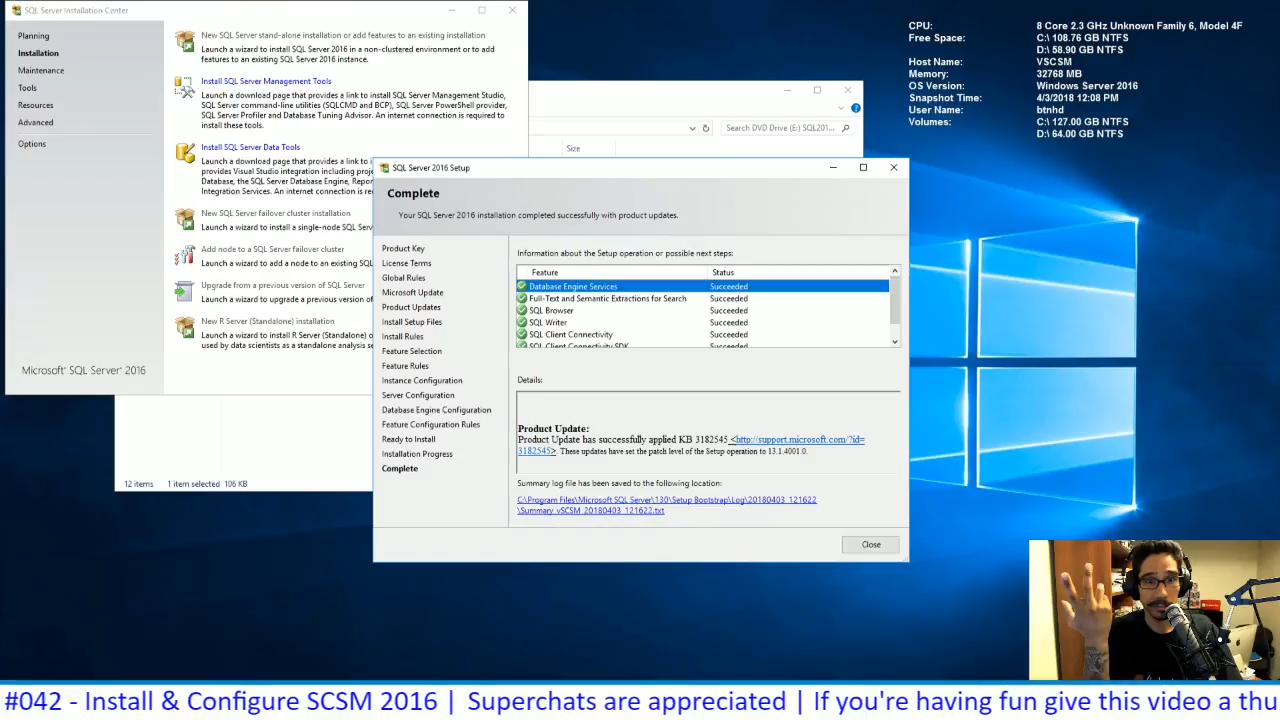 SQL Server Installation Center
Planning
Installation
Maintenance
Tools
Resources
Advanced
Options
Microsoft® SQL Server® 2016
New SQL Server stand-alone installation or add features to an existing installation
Launch a wizard to install SQL Server 2016 in a non-clustered environment or to add
features to an existing SQL Server 2016 instance.
Install SQL Server Management Tools
Launch a download page that provides a link to install SQL Server Management Studio,
SQL Server command-line utilities (SQLCMD and BCP), SQL Server PowerShell provider,
SQL Server Profiler and Database Tuning Advisor. An internet connection is required to
install these tools.
Install SQL Server Data Tools
Launch a download page that provides a link to i
provides Visual Studio integration including proj
Database, the SQL Server Database Engine, Repor
Integration Services. An internet connection is re
New SQL Server failover cluster installation
Launch a wizard to install a single-node SQL Serv
Add node to a SQL Server failover cluster
Launch a wizard to add a node to an existing SQL
Upgrade from a previous version of SQL Server
Launch a wizard to upgrade a previous version of
New R Server (Standalone) installation
Launch a wizard to install R Server (Standalone) o
used by data scientists as a standalone analysis se
Search DVD Drive (E:) SQL201...
Size
12 items 1 item selected 106 KB
SQL Server 2016 Setup
Complete
Your SQL Server 2016 installation completed successfully with product updates.
Product Key
License Terms
Global Rules
Microsoft Update
Product Updates
Install Setup Files
Install Rules
Feature Selection
Feature Rules
Instance Configuration
Server Configuration
Database Engine Configuration
Feature Configuration Rules
Ready to Install
Installation Progress
Complete
Information about the Setup operation or possible next steps:
Feature Status
Database Engine Services Succeeded
Full-Text and Semantic Extractions for Search Succeeded
SQL Browser Succeeded
SQL Writer Succeeded
SQL Client Connectivity Succeeded
SQL Client Connectivity SDK Succeeded
Details:
Product Update:
Product Update has successfully applied KB 3182545 <http://support.microsoft.com/?id=
3182545>. These updates have set the patch level of the Setup operation to 13.1.4001.0.
Summary log file has been saved to the following location:
C:\Program Files\Microsoft SQL Server\130\Setup Bootstrap\Log\20180403_121622
\Summary_vSCSM_20180403_121622.txt
Close
CPU: 8 Core 2.3 GHz Unknown Family 6, Model 4F
Free Space: C:\ 108.76 GB NTFS
D:\ 58.90 GB NTFS
Host Name: VSCSM
Memory: 32768 MB
OS Version: Windows Server 2016
Snapshot Time: 4/3/2018 12:08 PM
User Name: btnhd
Volumes: C:\ 127.00 GB NTFS
D:\ 64.00 GB NTFS
#042 - Install & Configure SCSM 2016 | Superchats are appreciated | If you're having fun give this video a thu